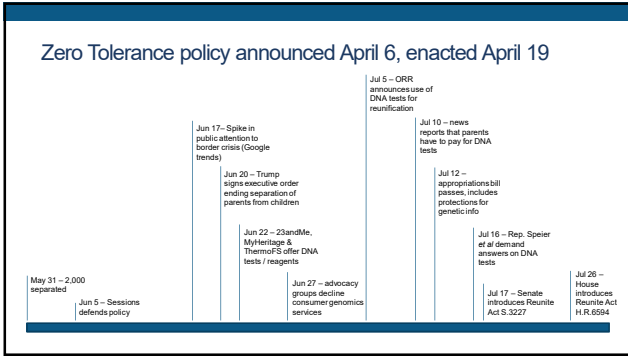 Zero Tolerance policy announced April 6, enacted April 19
May 31 – 2,000
separated
Jun 5 – Sessions
defends policy
Jun 17– Spike in
public attention to
border crisis (Google
trends)
Jun 20 – Trump
signs executive order
ending separation of
parents from children
Jun 22 – 23andMe,
MyHeritage &
ThermoFS offer DNA
tests / reagents
Jun 27 – advocacy
groups decline
consumer genomics
services
Jul 5 – ORR
announces use of
DNA tests for
reunification
Jul 10 – news
reports that parents
have to pay for DNA
tests
Jul 12 –
appropriations bill
passes, includes
protections for
genetic info
Jul 16 – Rep. Speier
et al demand
answers on DNA
tests
Jul 17 – Senate
introduces Reunite
Act S.3227
Jul 26 –
House
introduces
Reunite Act
H.R.6594